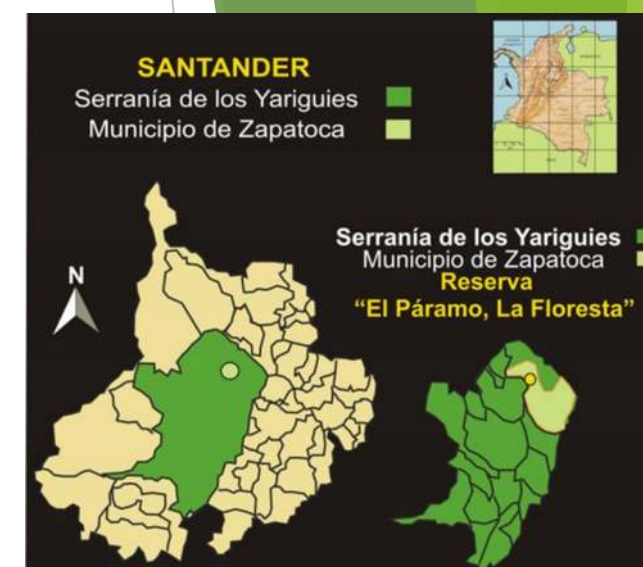 SANTANDER
Serranía de los Yariguies
Municipio de Zapatoca
N
Serranía de los Yariguies
Municipio de Zapatoca
Reserva
“El Páramo, La Floresta”